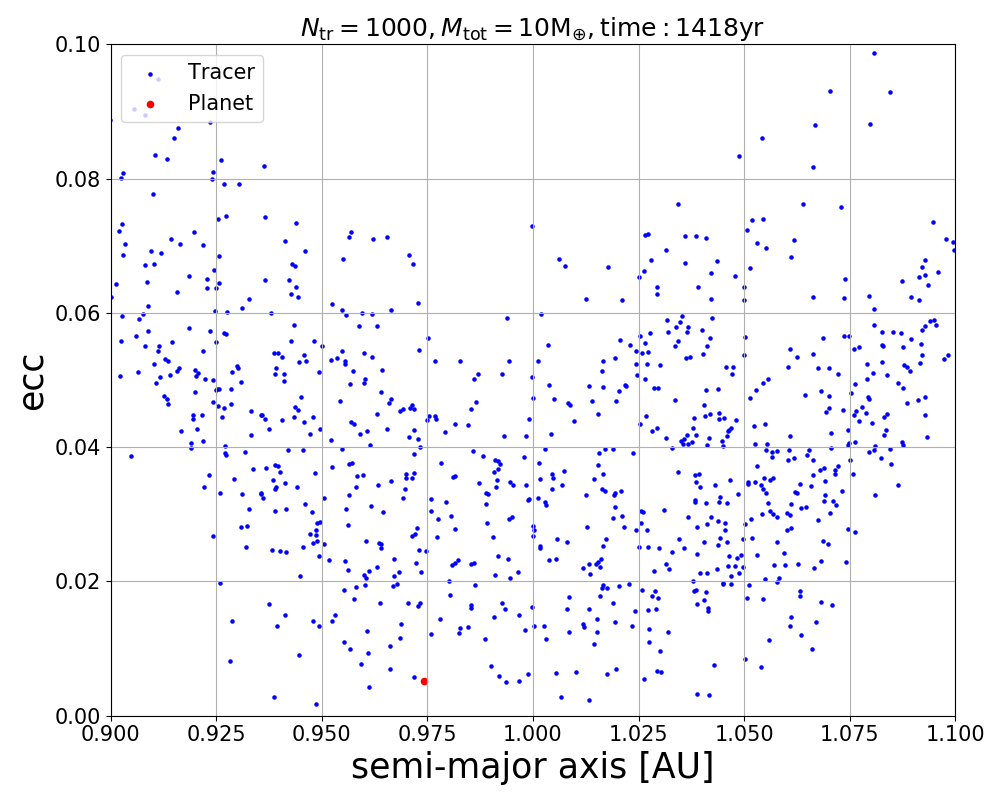 N_tr = 1000, M_tot = 10M_⊕, time : 1418yr
0.10
Tracer
Planet
0.08
0.06
ecc
0.04
0.02
0.00
0.900 0.925 0.950 0.975 1.000 1.025 1.050 1.075 1.100
semi-major axis [AU]